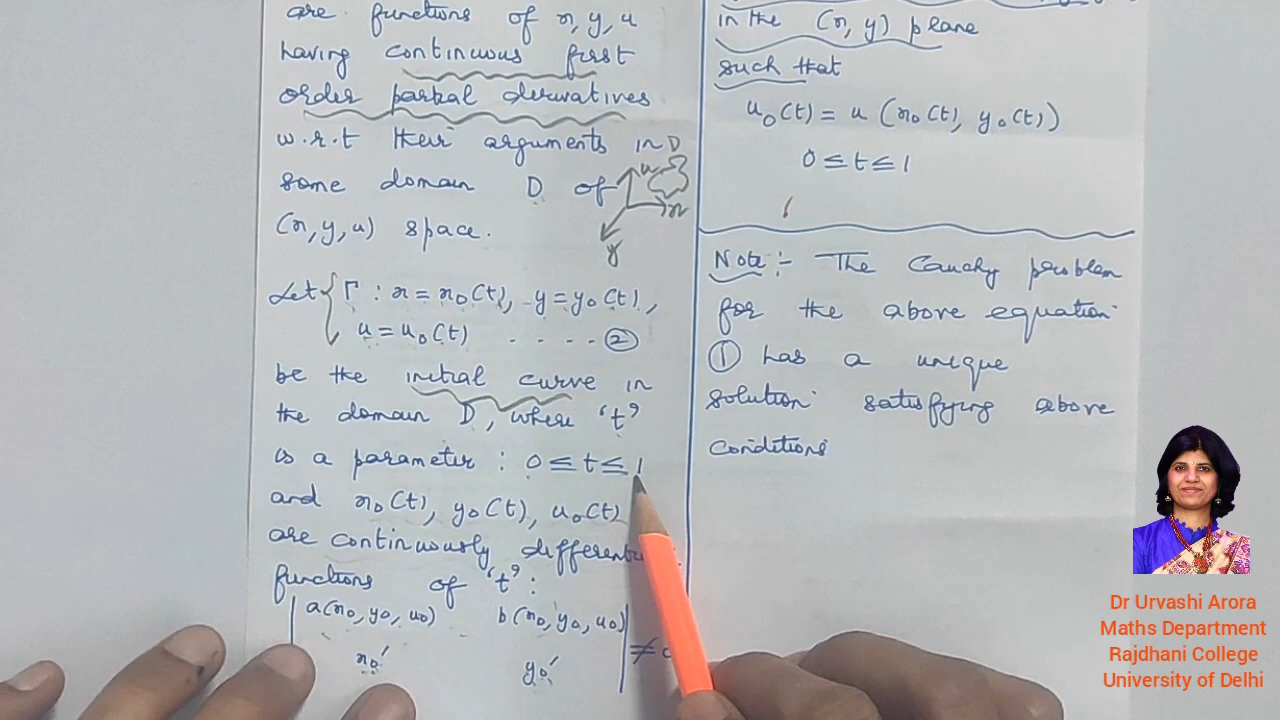 are functions of x, y, u
having continuous first
order partial derivatives
w.r.t their arguments in D
some domain D of
(x, y, u) space.
u
x
y
Let { Γ : x = x0(t), y = y0(t),
u = u0(t) ..... ②
be the initial curve in
the domain D, where 't'
is a parameter : 0 ≤ t ≤ 1
and x0(t), y0(t), u0(t)
are continuously
functions of 't' :
| a(x0, y0, u0) b(x0, y0, u0) |
| x0′ y0′ | ≠
in the (x, y) plane
such that
u0(t) = u (x0(t), y0(t))
0 ≤ t ≤ 1
Note :- The Cauchy problem
for the above equation
① has a unique
solution satisfying above
conditions
Dr Urvashi Arora
Maths Department
Rajdhani College
University of Delhi